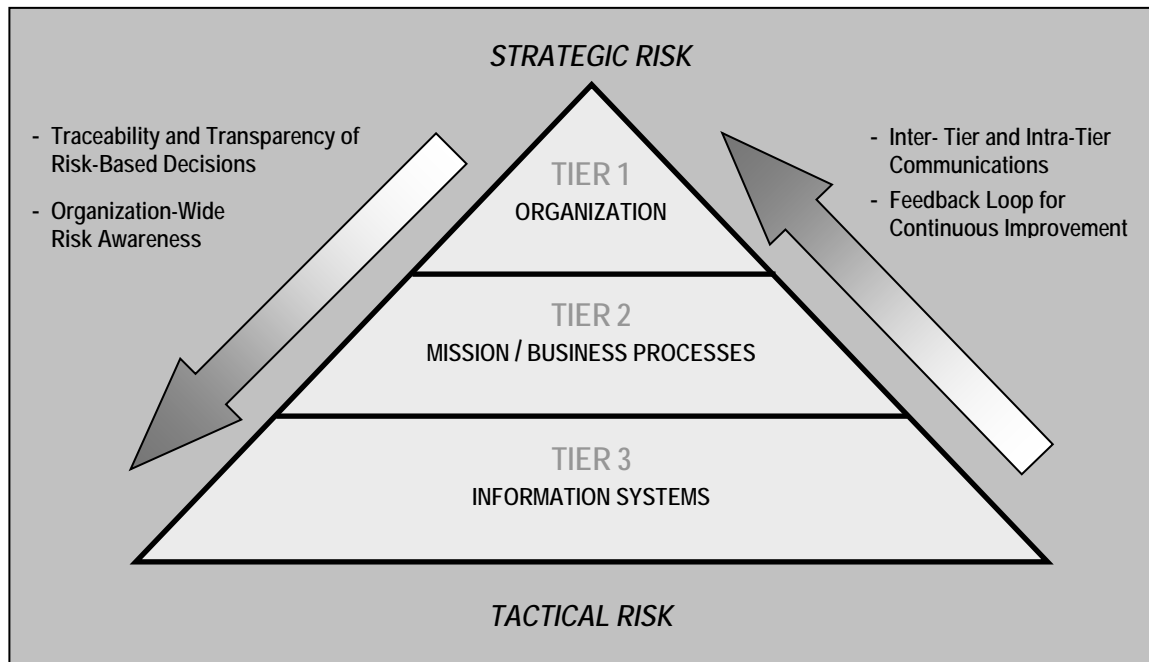 STRATEGIC RISK
- Traceability and Transparency of
Risk-Based Decisions
- Organization-Wide
Risk Awareness
- Inter- Tier and Intra-Tier
Communications
- Feedback Loop for
Continuous Improvement
TIER 1
ORGANIZATION
TIER 2
MISSION / BUSINESS PROCESSES
TIER 3
INFORMATION SYSTEMS
TACTICAL RISK